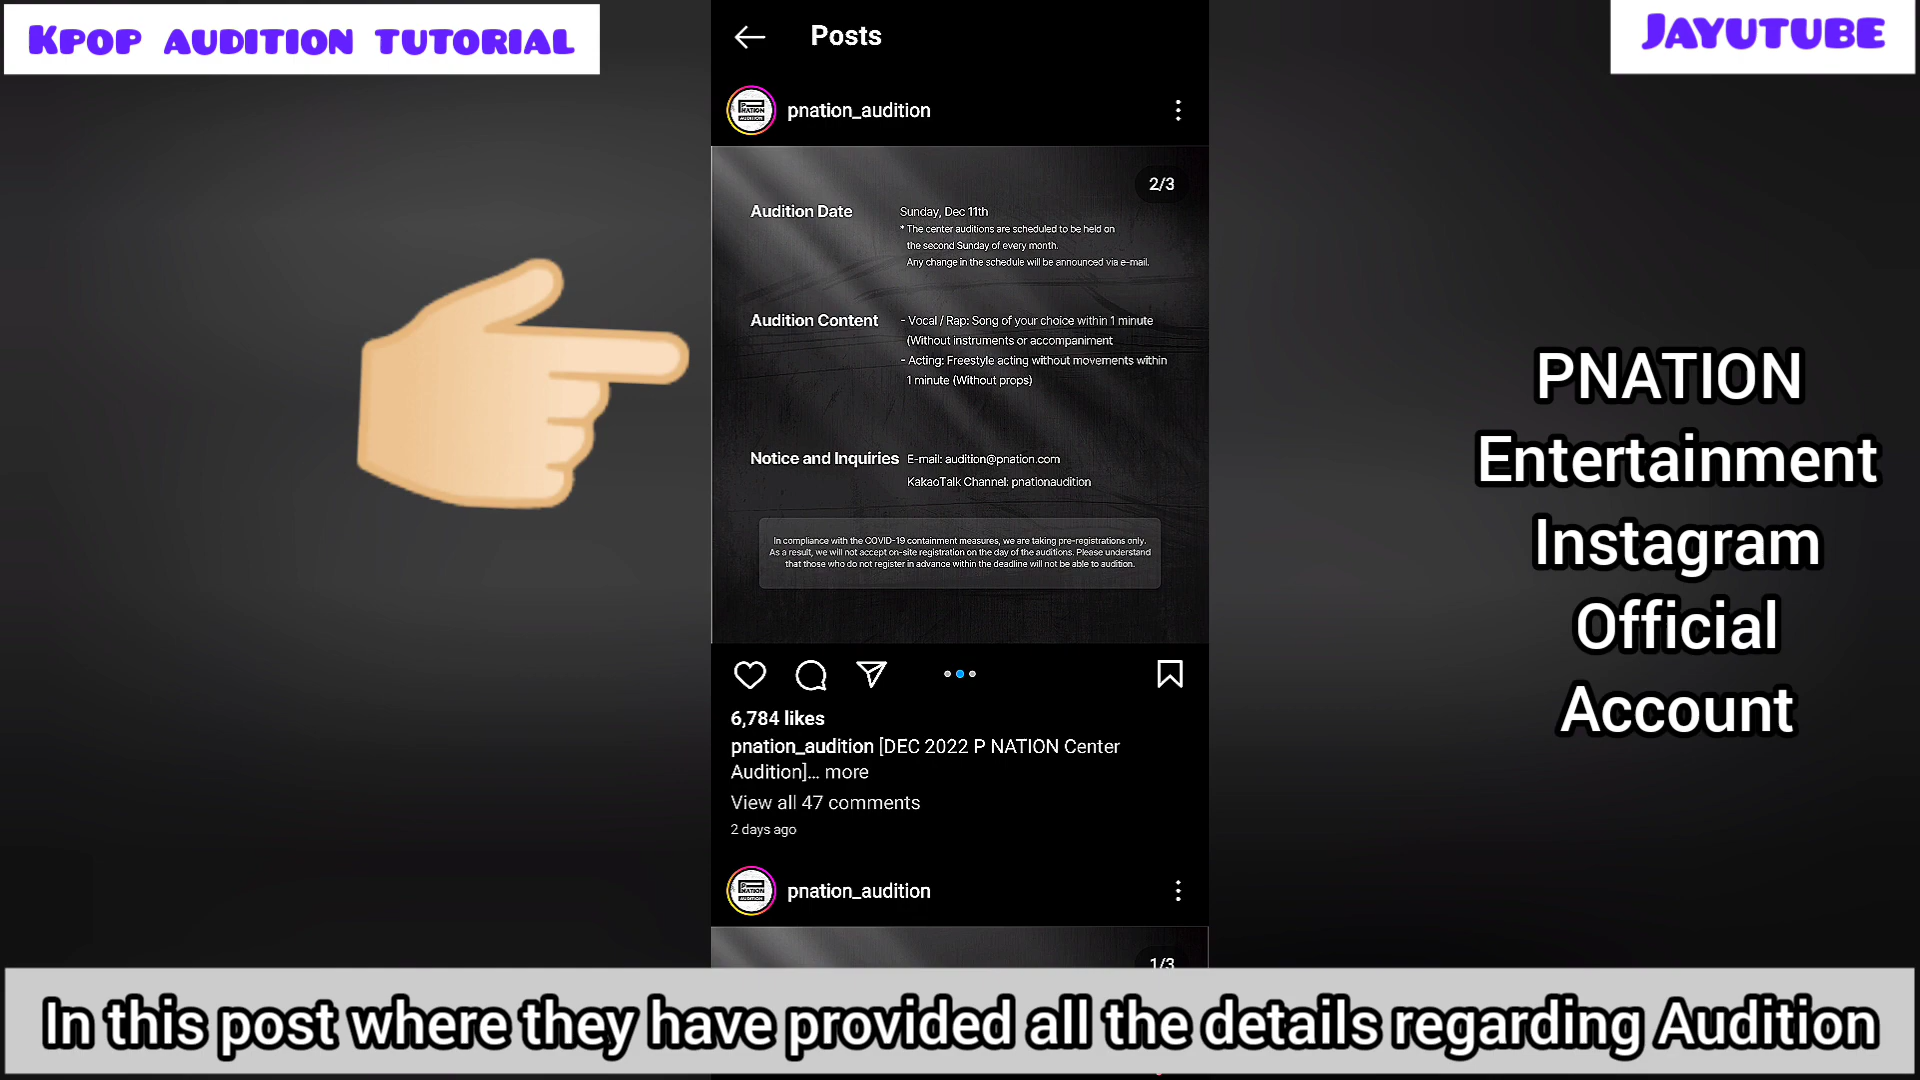 Kpop audition tutorial
Jayutube
Posts
pnation_audition
2/3
Audition Date
Sunday, Dec 11th
* The center auditions are scheduled to be held on
the second Sunday of every month.
Any change in the schedule will be announced via e-mail.
Audition Content
- Vocal / Rap: Song of your choice within 1 minute
(Without instruments or accompaniment
- Acting: Freestyle acting without movements within
1 minute (Without props)
Notice and Inquiries
E-mail: audition@pnation.com
KakaoTalk Channel: pnationaudition
In compliance with the COVID-19 containment measures, we are taking pre-registrations only.
As a result, we will not accept on-site registration on the day of the auditions. Please understand
that those who do not register in advance within the deadline will not be able to audition.
6,784 likes
pnation_audition [DEC 2022 P NATION Center
Audition]... more
View all 47 comments
2 days ago
pnation_audition
1/3
PNATION
Entertainment
Instagram
Official
Account
In this post where they have provided all the details regarding Audition